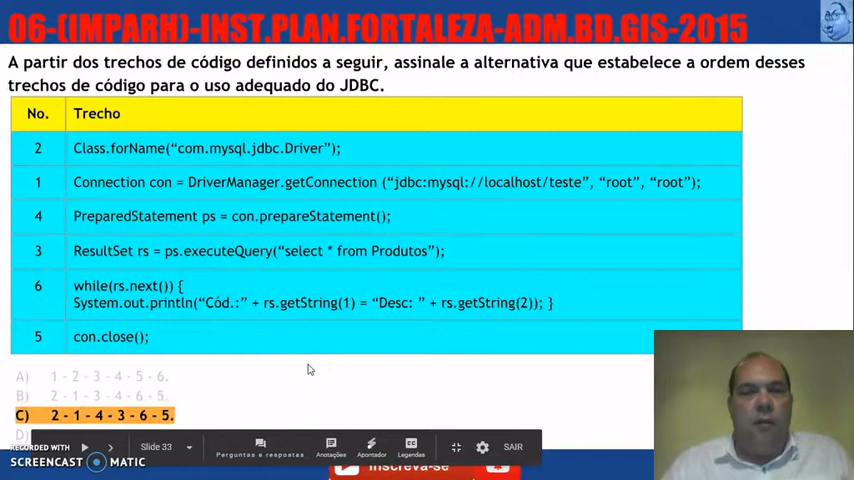 06-(IMPARH)-INST.PLAN.FORTALEZA-ADM.BD.GIS-2015
A partir dos trechos de código definidos a seguir, assinale a alternativa que estabelece a ordem desses
trechos de código para o uso adequado do JDBC.
No. Trecho
2 Class.forName(“com.mysql.jdbc.Driver”);
1 Connection con = DriverManager.getConnection (“jdbc:mysql://localhost/teste”, “root”, “root”);
4 PreparedStatement ps = con.prepareStatement();
3 ResultSet rs = ps.executeQuery(“select * from Produtos”);
6 while(rs.next()) {
System.out.println(“Cód.:” + rs.getString(1) = “Desc: ” + rs.getString(2)); }
5 con.close();
A) 1 - 2 - 3 - 4 - 5 - 6.
B) 2 - 1 - 3 - 4 - 6 - 5.
C) 2 - 1 - 4 - 3 - 6 - 5.
D)
RECORDED WITH
SCREENCAST MATIC
Slide 33
Perguntas e respostas
Anotações
Apontador
Legendas
SAIR
Inscreva-se